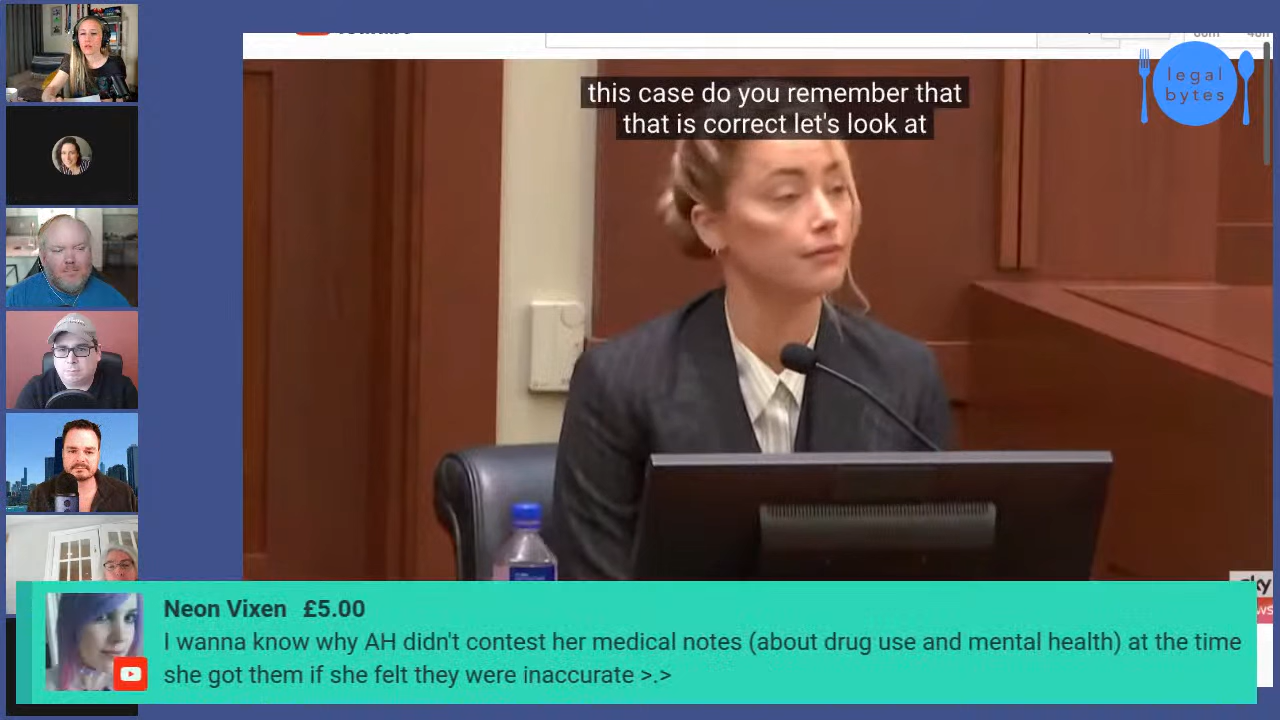 this case do you remember that
that is correct let's look at
legal
bytes
sky
Neon Vixen £5.00
I wanna know why AH didn't contest her medical notes (about drug use and mental health) at the time
she got them if she felt they were inaccurate >.>